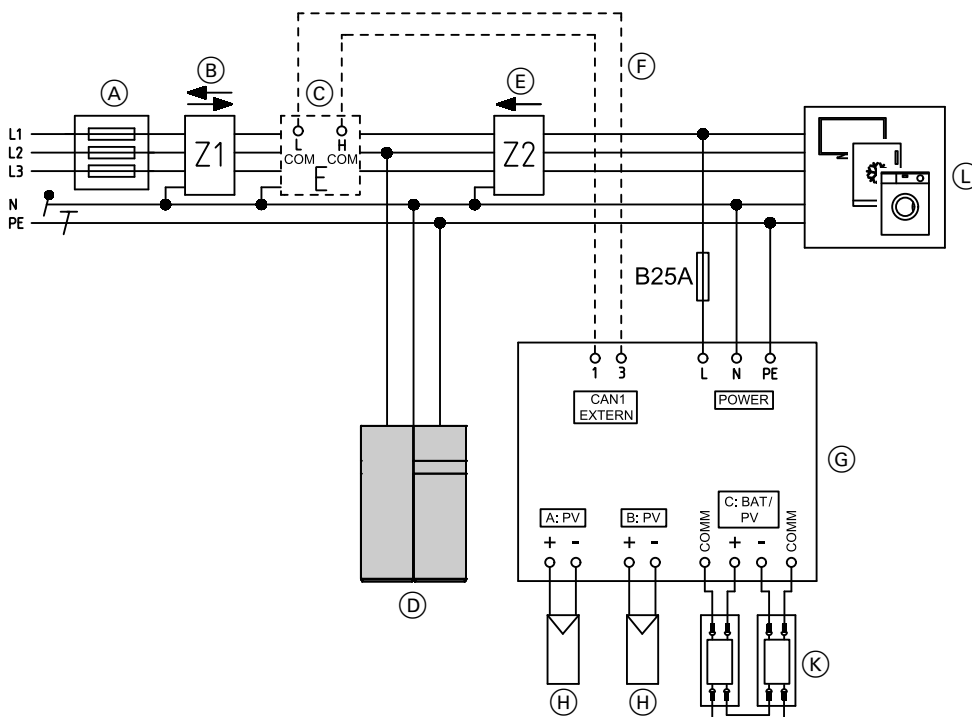 A
B
C
E
F
L1
L2
L3
N
PE
Z1
L
H
COM
COM
E
Z2
N
L
B25A
1
3
L
N
PE
CAN1
EXTERN
POWER
G
A: PV
B: PV
C: BAT/
PV
COMM
COMM
+
-
+
-
+
-
D
H
H
K